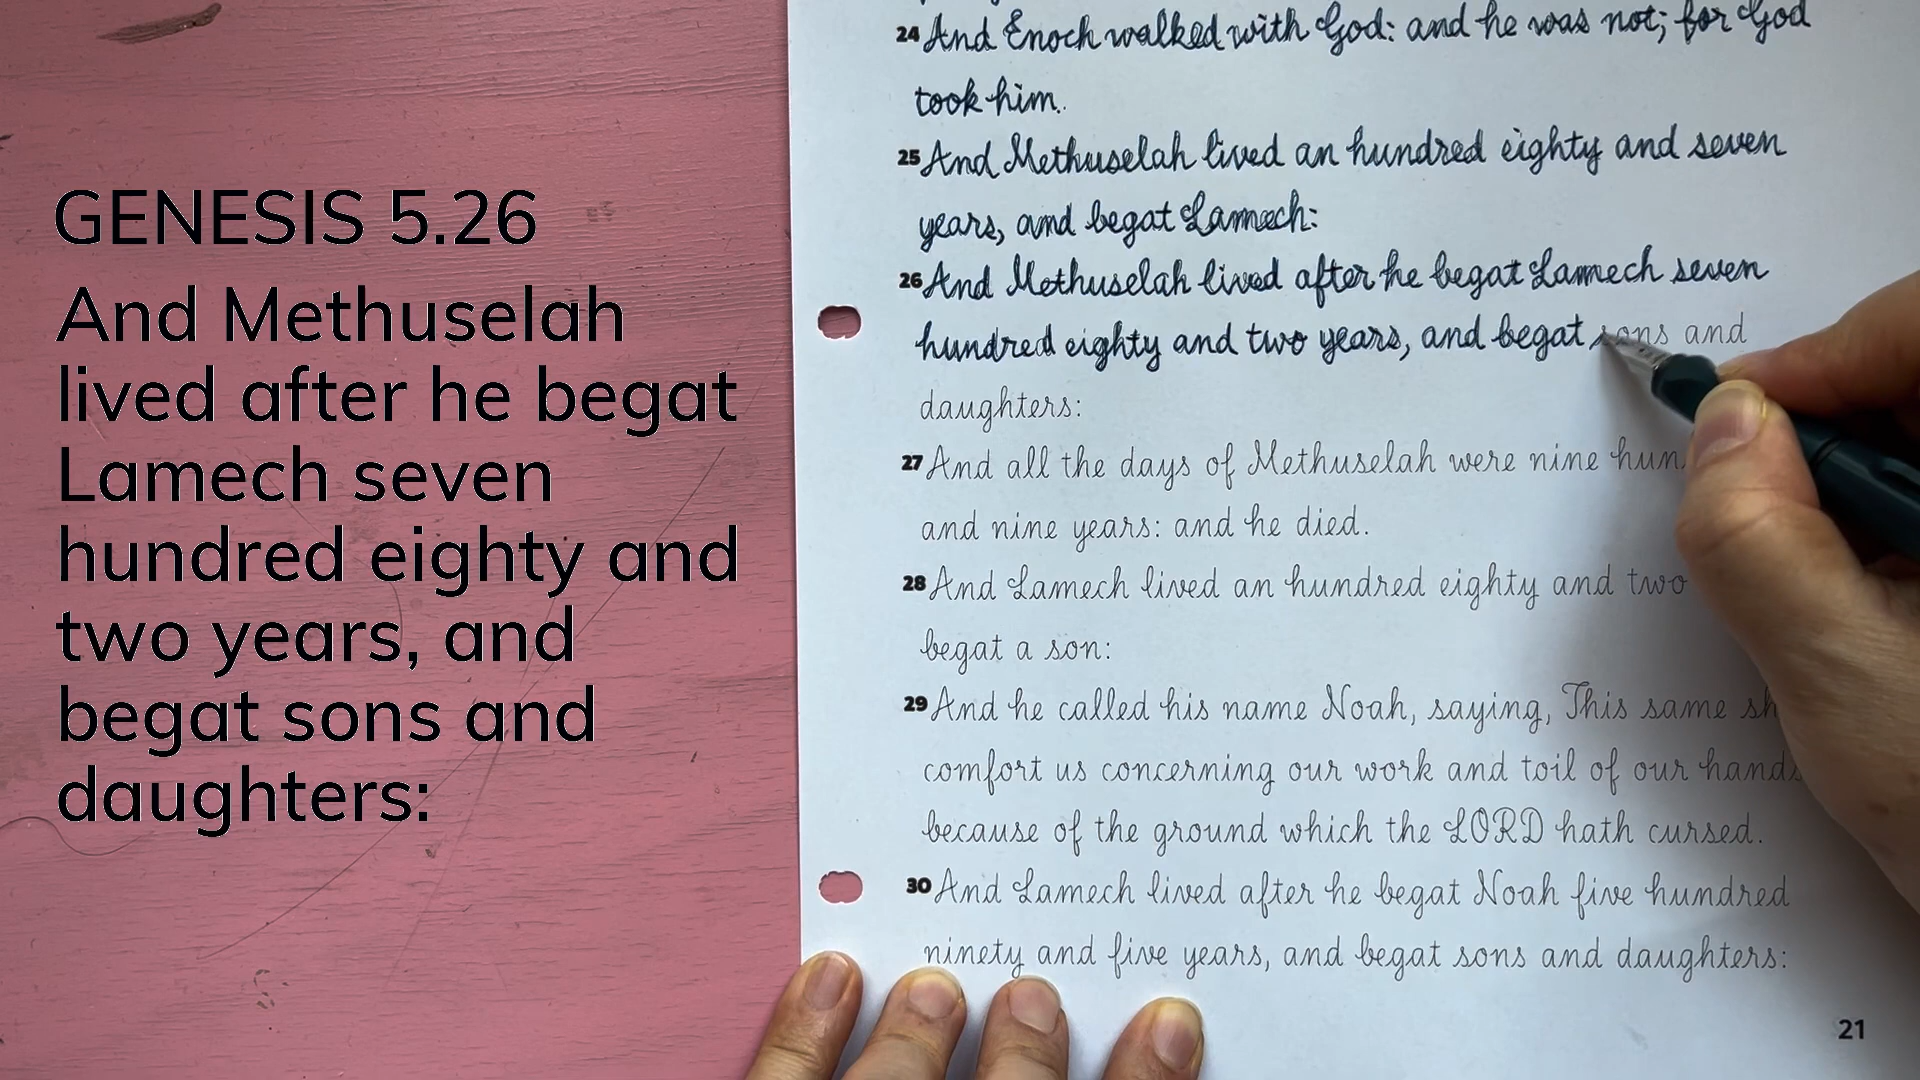 GENESIS 5.26
And Methuselah
lived after he begat
Lamech seven
hundred eighty and
two years, and
begat sons and
daughters:
24 And Enoch walked with God: and he was not; for God
took him.
25 And Methuselah lived an hundred eighty and seven
years, and begat Lamech:
26 And Methuselah lived after he begat Lamech seven
hundred eighty and two years, and begat sons and
daughters:
27 And all the days of Methuselah were nine hun
and nine years: and he died.
28 And Lamech lived an hundred eighty and two
begat a son:
29 And he called his name Noah, saying, This same sh
comfort us concerning our work and toil of our hands
because of the ground which the LORD hath cursed.
30 And Lamech lived after he begat Noah five hundred
ninety and five years, and begat sons and daughters:
21